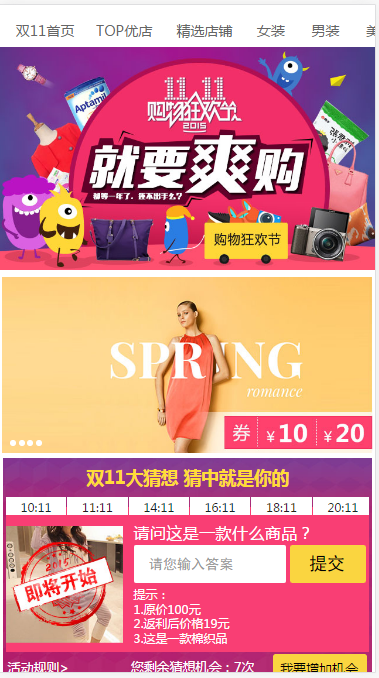 双11首页 TOP优店 精选店铺 女装 男装
11.11
购物狂欢节
2015
Aptamil
就要爽购
都等一年了，还不出手么？
购物狂欢节
SPRING
romance
券 ¥10 ¥20
双11大猜想 猜中就是你的
10:11 11:11 14:11 16:11 18:11 20:11
请问这是一款什么商品？
2015
即将开始
请您输入答案 提交
提示：
1.原价100元
2.返利后价格19元
3.这是一款棉织品
活动规则> 您剩余猜想机会：7次 我要增加机会